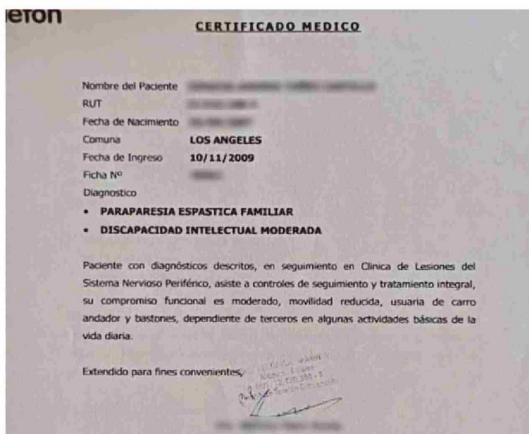 efon
CERTIFICADO MEDICO
Nombre del Paciente
RUT
Fecha de Nacimiento
Comuna LOS ANGELES
Fecha de Ingreso 10/11/2009
Ficha Nº
Diagnostico
• PARAPARESIA ESPASTICA FAMILIAR
• DISCAPACIDAD INTELECTUAL MODERADA
Paciente con diagnósticos descritos, en seguimiento en Clinica de Lesiones del
Sistema Nervioso Periférico, asiste a controles de seguimiento y tratamiento integral,
su compromiso funcional es moderado, movilidad reducida, usuaria de carro
andador y bastones, dependiente de terceros en algunas actividades básicas de la
vida diaria.
Extendido para fines convenientes,